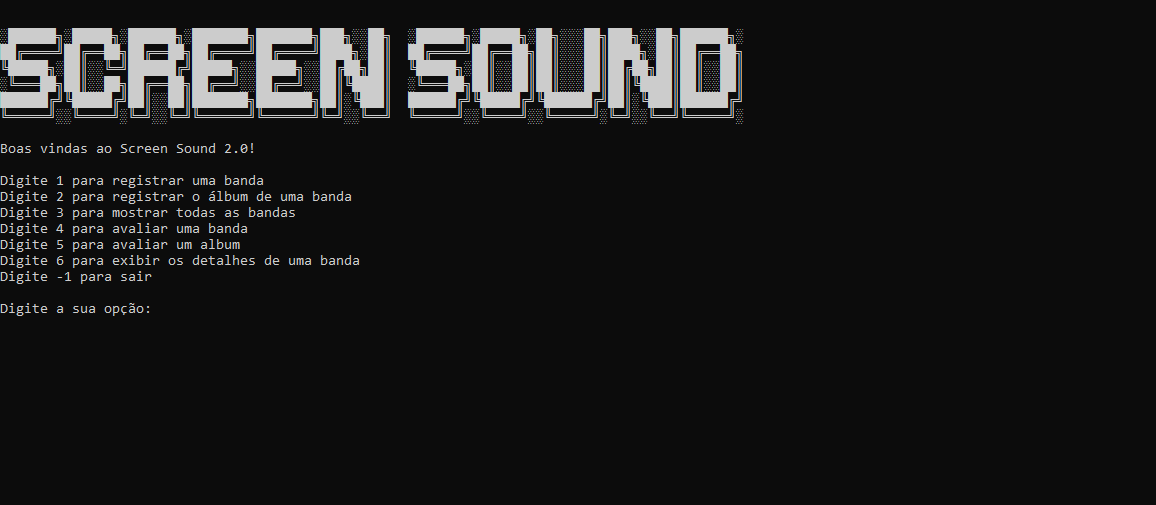 SCREEN SOUND
Boas vindas ao Screen Sound 2.0!
Digite 1 para registrar uma banda
Digite 2 para registrar o álbum de uma banda
Digite 3 para mostrar todas as bandas
Digite 4 para avaliar uma banda
Digite 5 para avaliar um album
Digite 6 para exibir os detalhes de uma banda
Digite -1 para sair
Digite a sua opção: